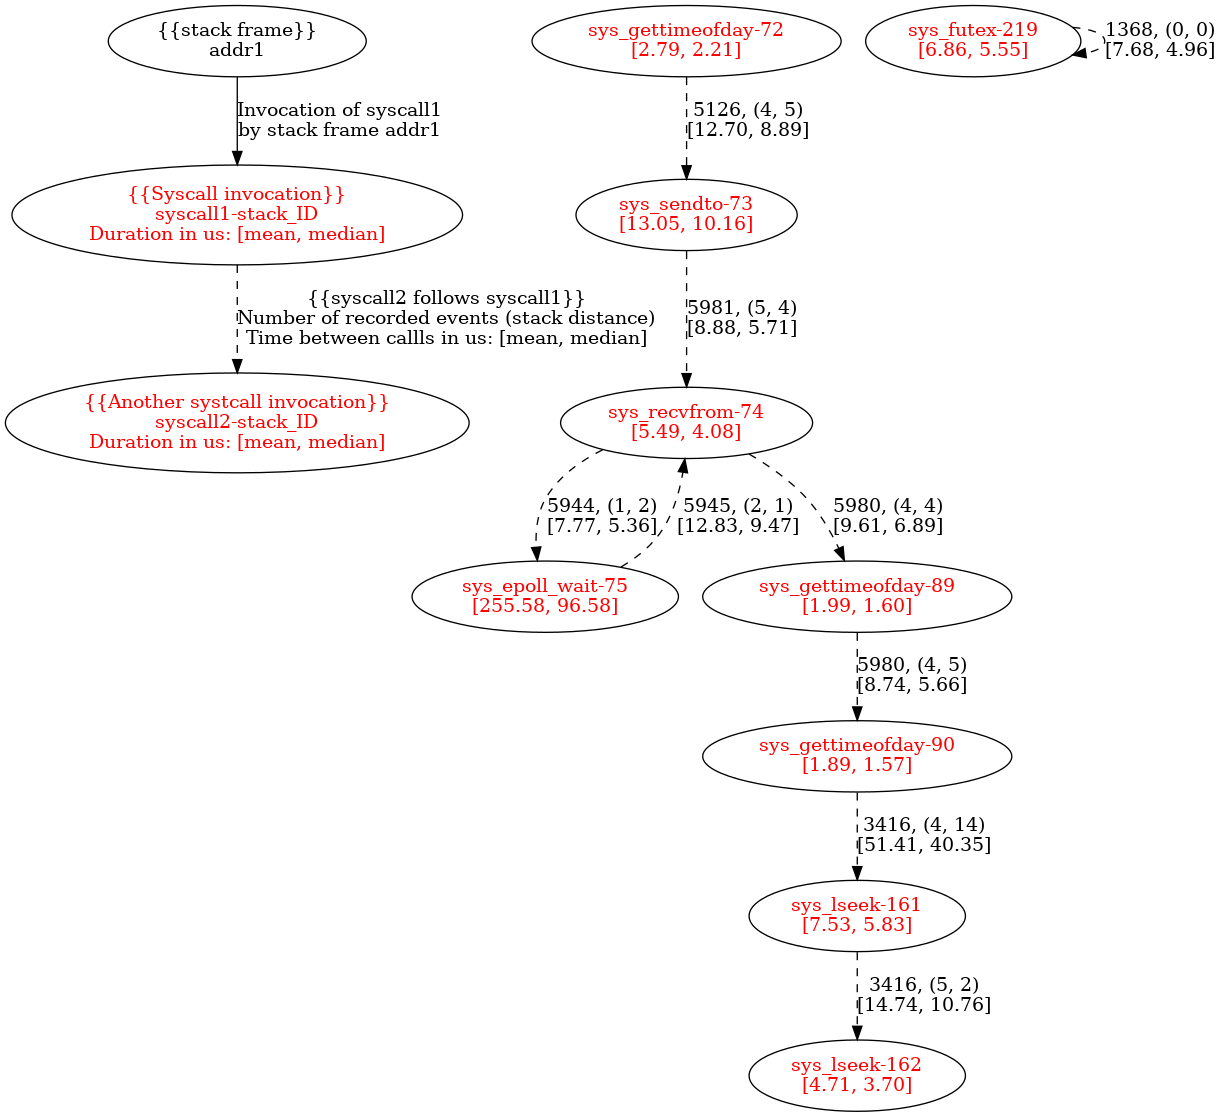 {{stack frame}}
addr1
Invocation of syscall1
by stack frame addr1
{{Syscall invocation}}
syscall1-stack_ID
Duration in us: [mean, median]
{{syscall2 follows syscall1}}
Number of recorded events (stack distance)
Time between callls in us: [mean, median]
{{Another systcall invocation}}
syscall2-stack_ID
Duration in us: [mean, median]
sys_gettimeofday-72
[2.79, 2.21]
5126, (4, 5)
[12.70, 8.89]
sys_sendto-73
[13.05, 10.16]
5981, (5, 4)
[8.88, 5.71]
sys_recvfrom-74
[5.49, 4.08]
5944, (1, 2)
[7.77, 5.36]
5945, (2, 1)
[12.83, 9.47]
5980, (4, 4)
[9.61, 6.89]
sys_epoll_wait-75
[255.58, 96.58]
sys_gettimeofday-89
[1.99, 1.60]
5980, (4, 5)
[8.74, 5.66]
sys_gettimeofday-90
[1.89, 1.57]
3416, (4, 14)
[51.41, 40.35]
sys_lseek-161
[7.53, 5.83]
3416, (5, 2)
[14.74, 10.76]
sys_lseek-162
[4.71, 3.70]
sys_futex-219
[6.86, 5.55]
1368, (0, 0)
[7.68, 4.96]